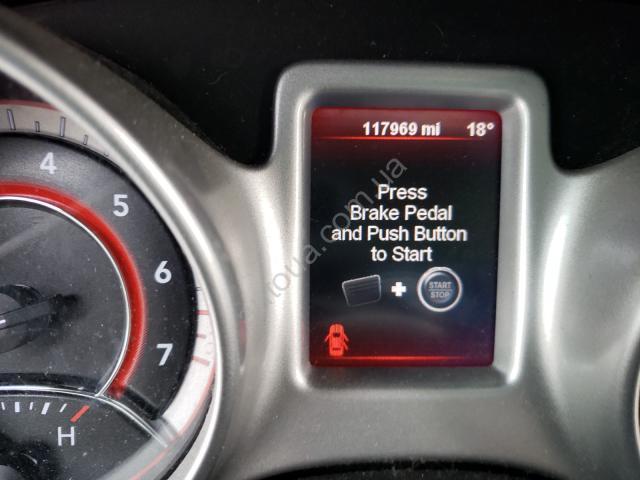 117969 mi 18°
Press
Brake Pedal
and Push Button
to Start
+
START
STOP
4
5
6
7
H